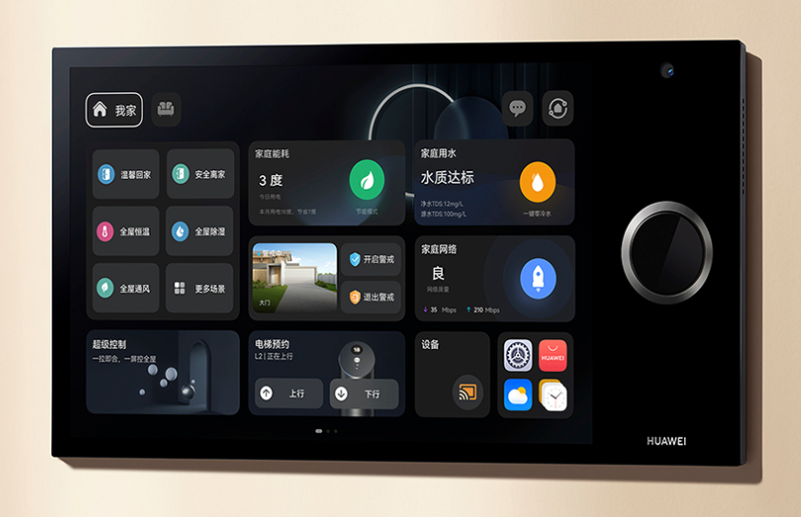 我家
温馨回家
安全离家
全屋恒温
全屋除湿
全屋通风
更多场景
家庭能耗
3 度
今日用电
节能模式
家庭用水
水质达标
净水TDS:12mg/L
源水TDS:100mg/L
一键零冷水
大门
开启警戒
退出警戒
家庭网络
良
网络质量
35 Mbps
210 Mbps
超级控制
一拉即合，一屏控全屋
电梯预约
L2 | 正在上行
18
上行
下行
设备
HUAWEI
HUAWEI